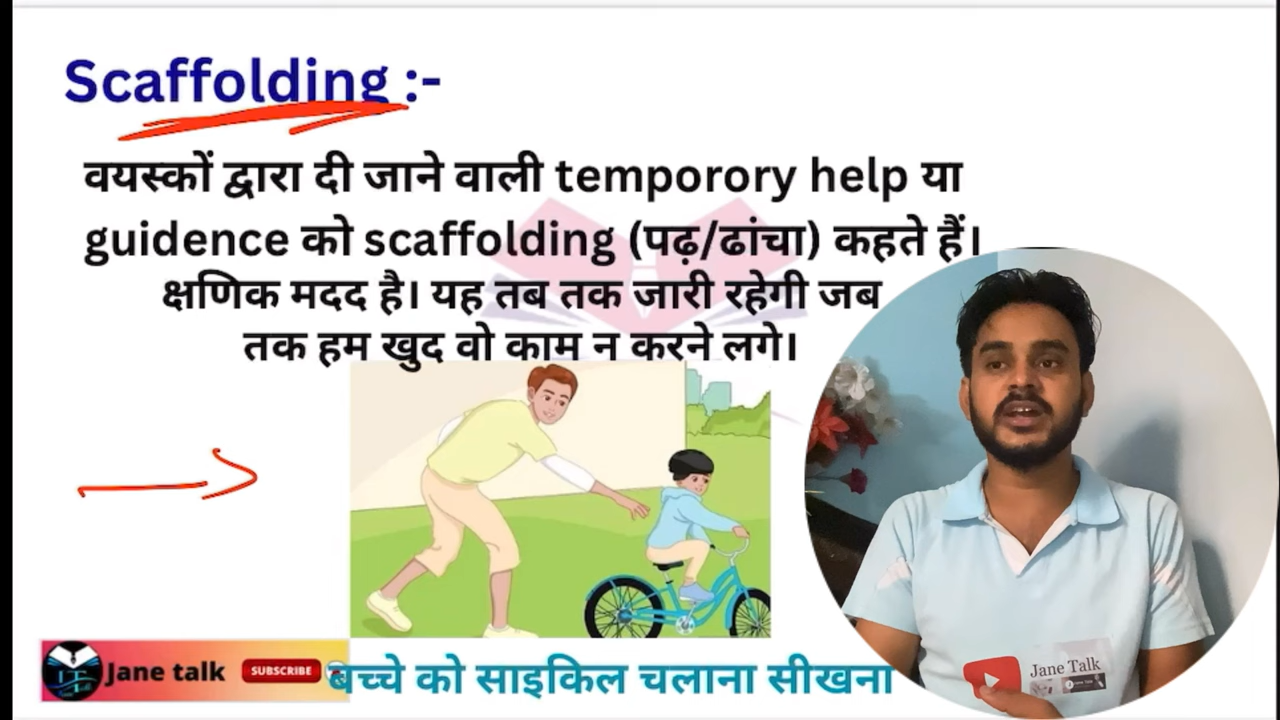 Scaffolding :-
वयस्कों द्वारा दी जाने वाली temporory help या
guidence को scaffolding (पढ़/ढांचा) कहते हैं।
क्षणिक मदद है। यह तब तक जारी रहेगी जब
तक हम खुद वो काम न करने लगे।
Jane talk SUBSCRIBE
बच्चे को साइकिल चलाना सीखना
Jane Talk